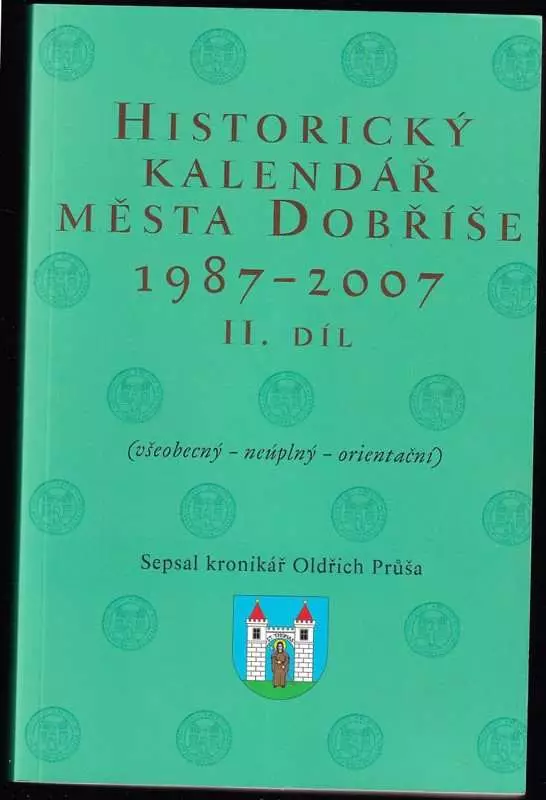 Historický
kalendář
města Dobříše
1987–2007
II. díl
(všeobecný – neúplný – orientační)
Sepsal kronikář Oldřich Průša